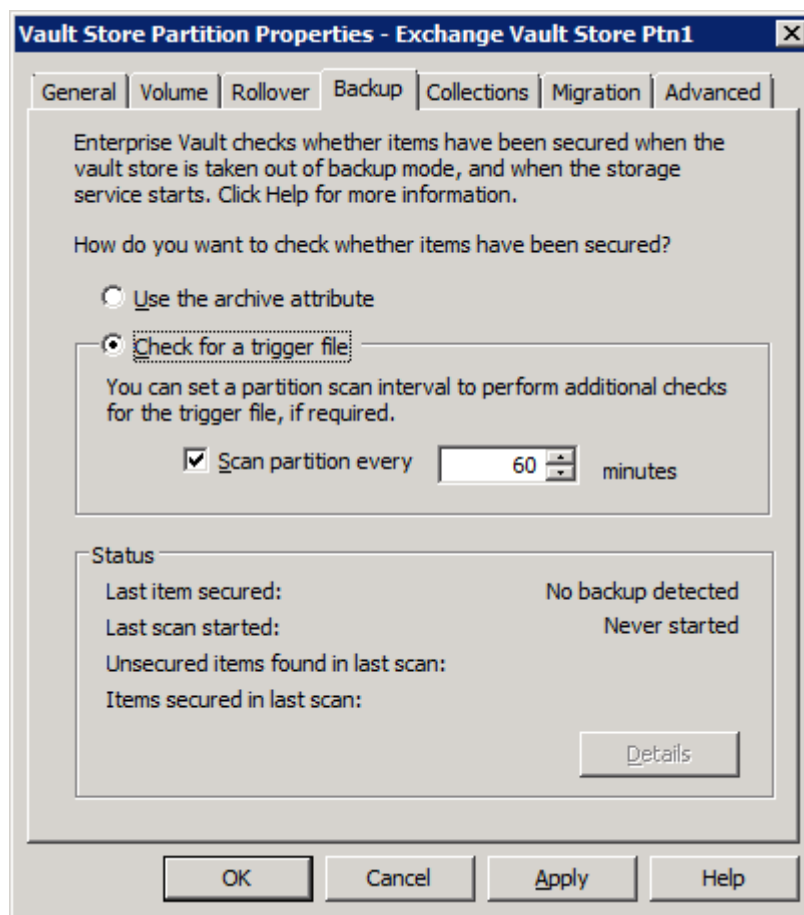 Vault Store Partition Properties - Exchange Vault Store Ptn1
General Volume Rollover Backup Collections Migration Advanced
Enterprise Vault checks whether items have been secured when the
vault store is taken out of backup mode, and when the storage
service starts. Click Help for more information.
How do you want to check whether items have been secured?
Use the archive attribute
Check for a trigger file
You can set a partition scan interval to perform additional checks
for the trigger file, if required.
Scan partition every 60 minutes
Status
Last item secured: No backup detected
Last scan started: Never started
Unsecured items found in last scan:
Items secured in last scan:
Details
OK Cancel Apply Help